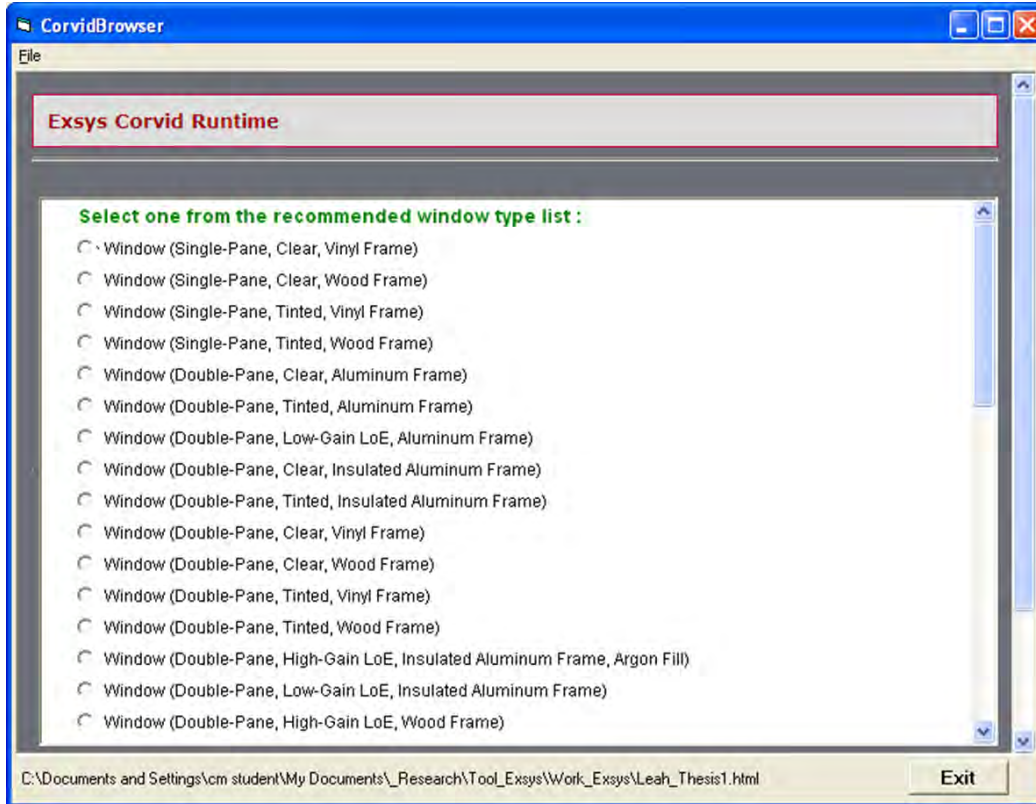 CorvidBrowser
File
Exsys Corvid Runtime
Select one from the recommended window type list :
Window (Single-Pane, Clear, Vinyl Frame)
Window (Single-Pane, Clear, Wood Frame)
Window (Single-Pane, Tinted, Vinyl Frame)
Window (Single-Pane, Tinted, Wood Frame)
Window (Double-Pane, Clear, Aluminum Frame)
Window (Double-Pane, Tinted, Aluminum Frame)
Window (Double-Pane, Low-Gain LoE, Aluminum Frame)
Window (Double-Pane, Clear, Insulated Aluminum Frame)
Window (Double-Pane, Tinted, Insulated Aluminum Frame)
Window (Double-Pane, Clear, Vinyl Frame)
Window (Double-Pane, Clear, Wood Frame)
Window (Double-Pane, Tinted, Vinyl Frame)
Window (Double-Pane, Tinted, Wood Frame)
Window (Double-Pane, High-Gain LoE, Insulated Aluminum Frame, Argon Fill)
Window (Double-Pane, Low-Gain LoE, Insulated Aluminum Frame)
Window (Double-Pane, High-Gain LoE, Wood Frame)
C:\Documents and Settings\cm student\My Documents\_Research\Tool_Exsys\Work_Exsys\Leah_Thesis1.html
Exit